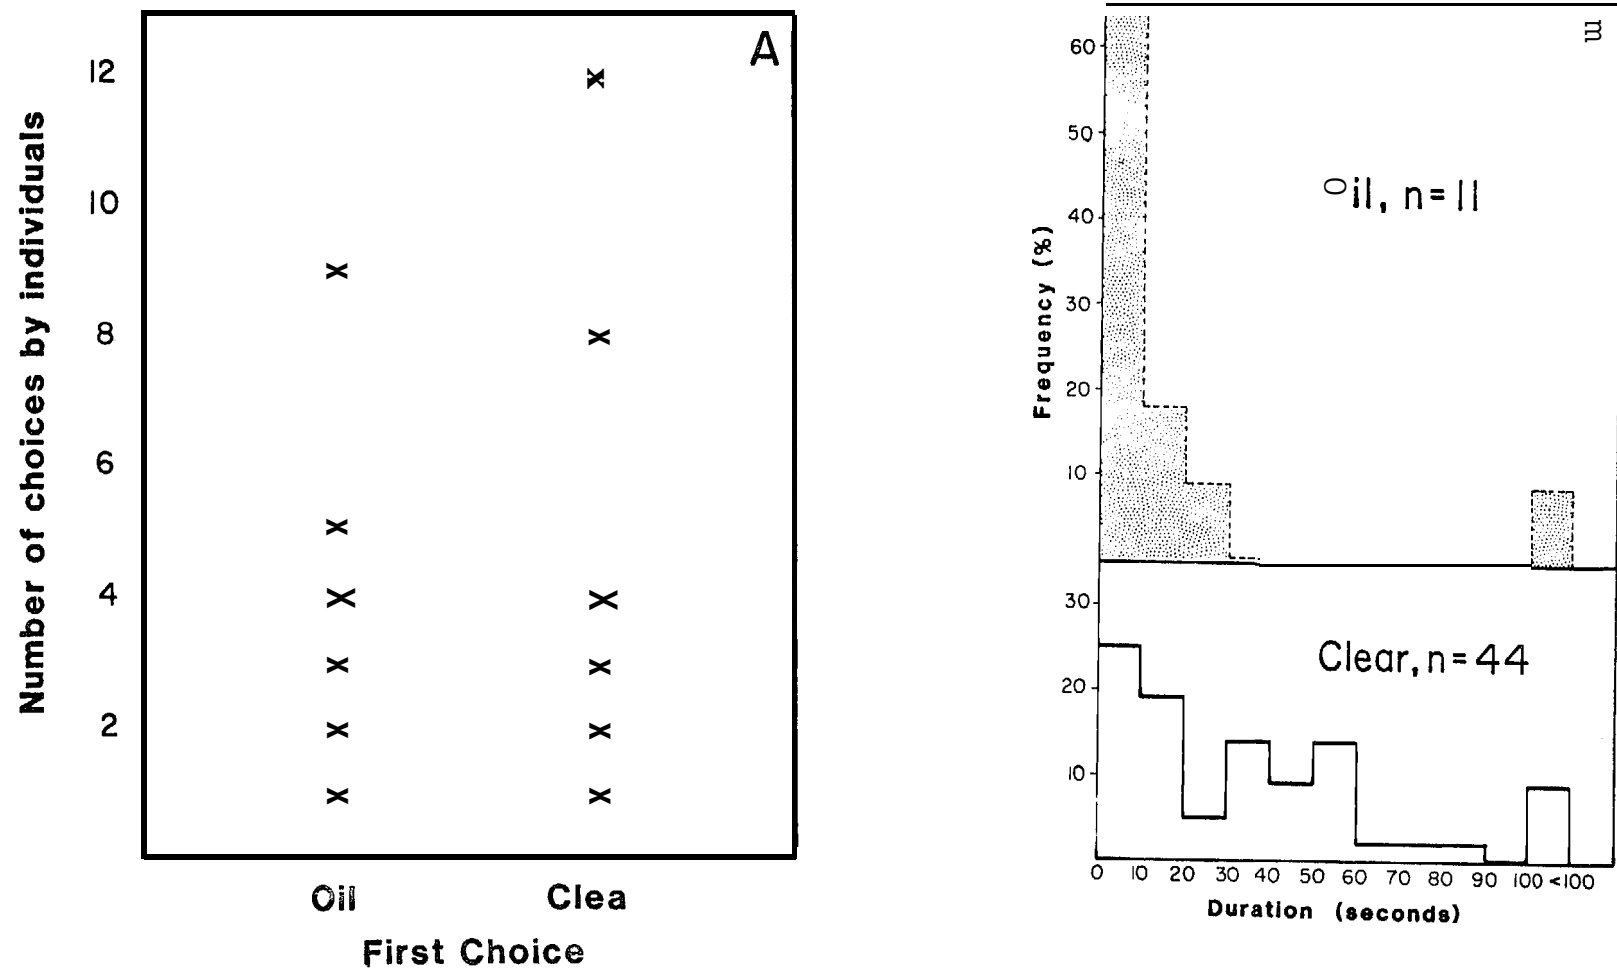 A
12
10
8
6
4
2
Number of choices by individuals
Oil
Clea
First Choice
m
60
50
40
30
20
10
Frequency (%)
Oil, n=11
30
20
10
Clear, n=44
0 10 20 30 40 50 60 70 80 90 100 <100
Duration (seconds)